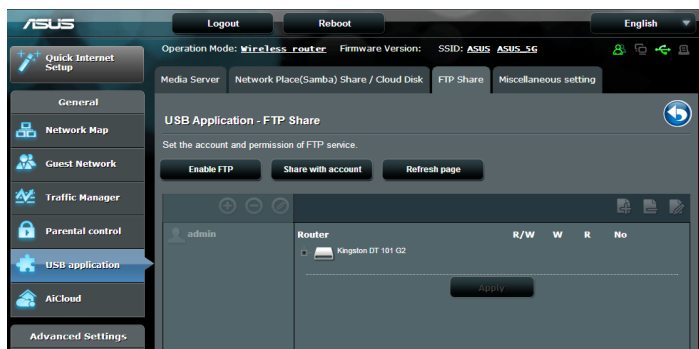 ASUS
Logout
Reboot
English
Quick Internet
Setup
Operation Mode: Wireless router Firmware Version: SSID: ASUS ASUS_5G
Media Server
Network Place(Samba) Share / Cloud Disk
FTP Share
Miscellaneous setting
General
Network Map
Guest Network
Traffic Manager
Parental control
USB application
AiCloud
Advanced Settings
USB Application - FTP Share
Set the account and permission of FTP service.
Enable FTP
Share with account
Refresh page
admin
Router R/W W R No
Kingston DT 101 G2
Apply